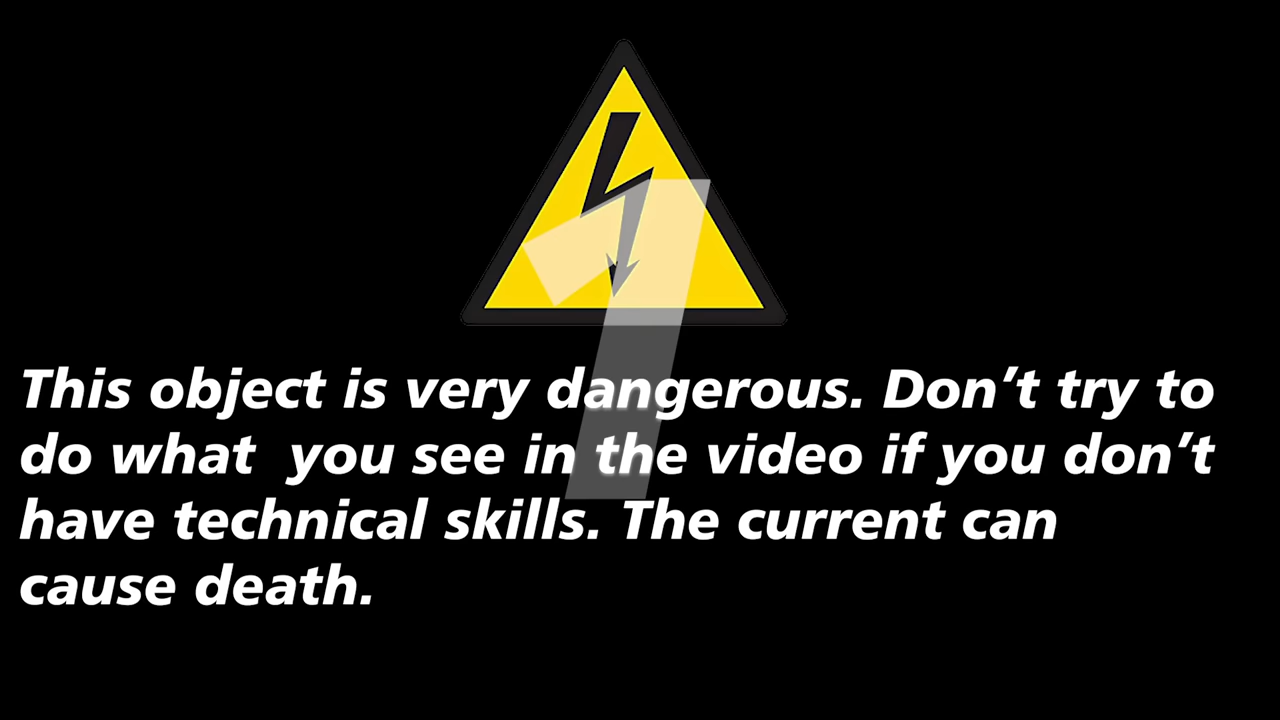 1
This object is very dangerous. Don’t try to
do what  you see in the video if you don’t
have technical skills. The current can
cause death.